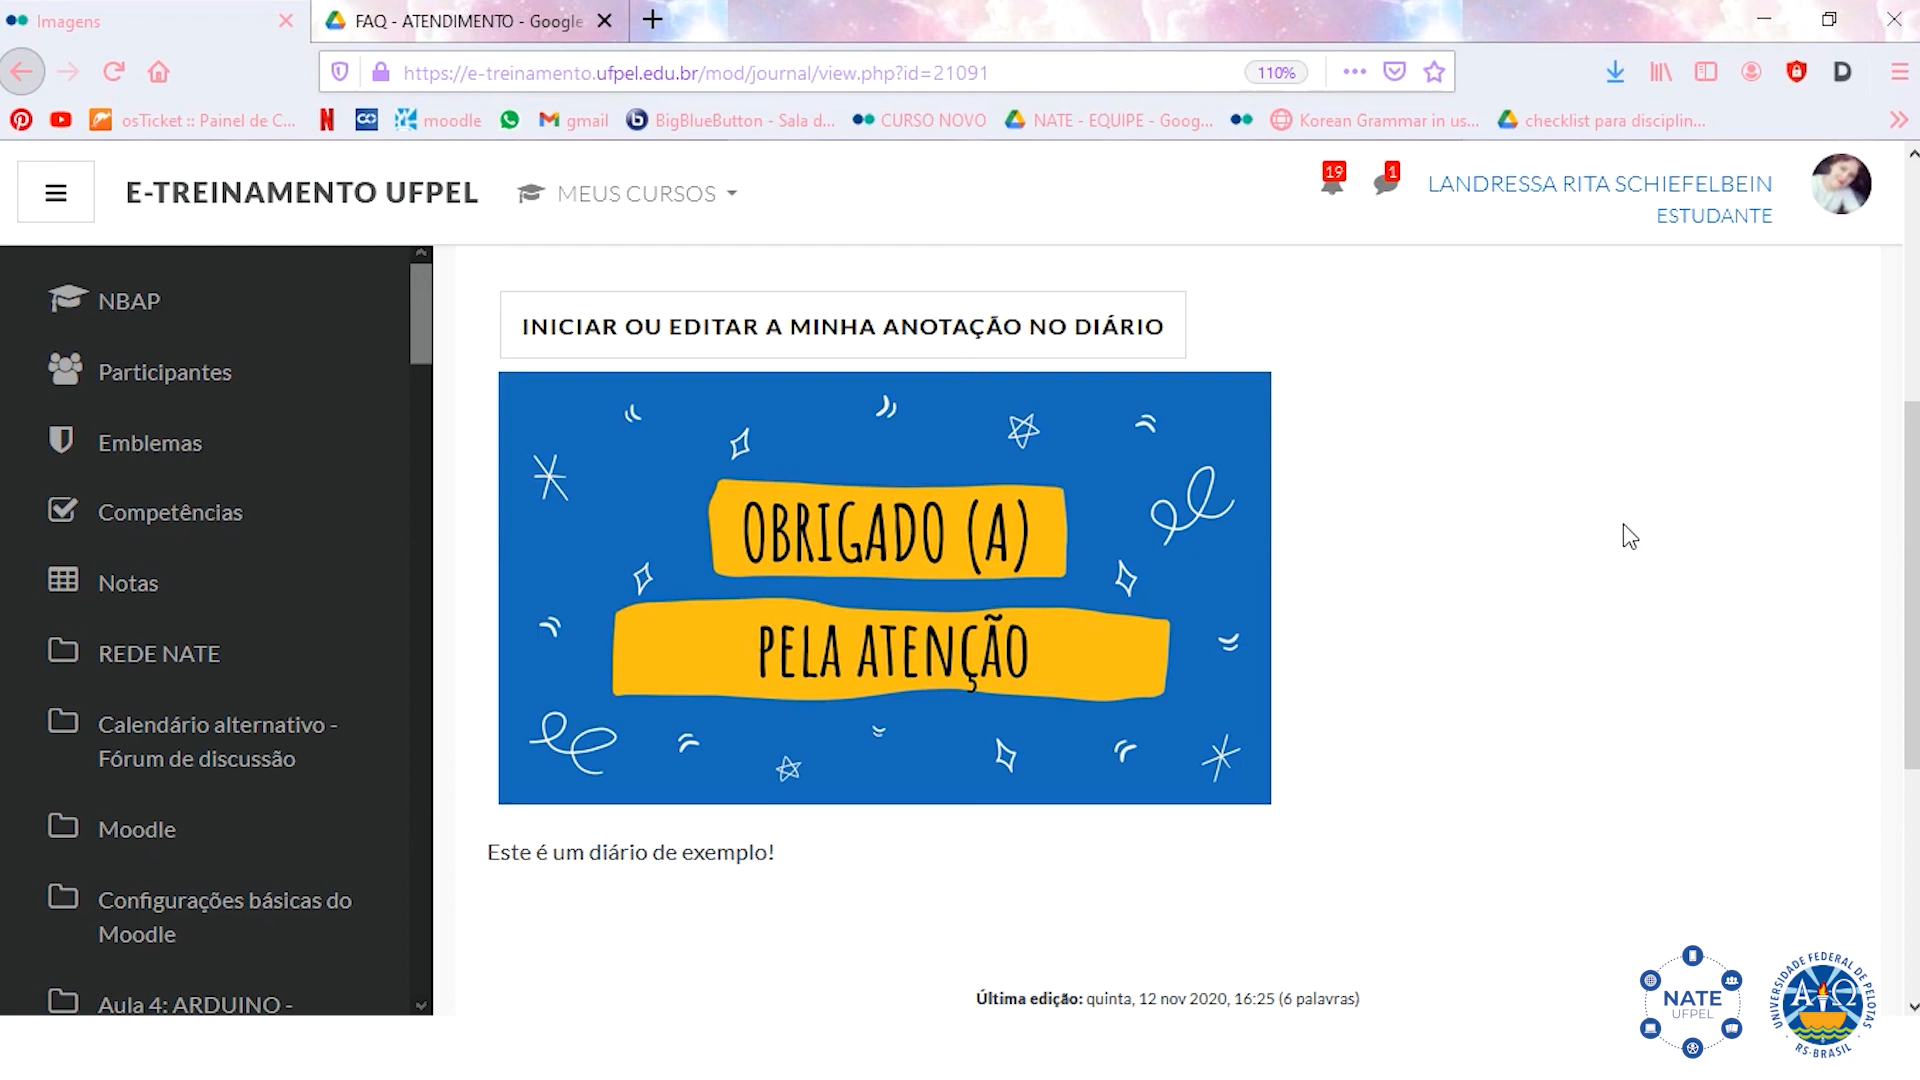 Imagens
FAQ - ATENDIMENTO - Google
https://e-treinamento.ufpel.edu.br/mod/journal/view.php?id=21091
110%
osTicket :: Painel de C...
moodle
gmail
BigBlueButton - Sala d...
CURSO NOVO
NATE - EQUIPE - Goog...
Korean Grammar in us...
checklist para disciplin...
E-TREINAMENTO UFPEL
MEUS CURSOS
19
1
LANDRESSA RITA SCHIEFELBEIN
ESTUDANTE
NBAP
Participantes
Emblemas
Competências
Notas
REDE NATE
Calendário alternativo -
Fórum de discussão
Moodle
Configurações básicas do
Moodle
Aula 4: ARDUINO -
INICIAR OU EDITAR A MINHA ANOTAÇÃO NO DIÁRIO
OBRIGADO (A)
PELA ATENÇÃO
Este é um diário de exemplo!
Última edição: quinta, 12 nov 2020, 16:25 (6 palavras)
NATE
UFPEL
UNIVERSIDADE FEDERAL DE PELOTAS
ΑΩ
RS-BRASIL